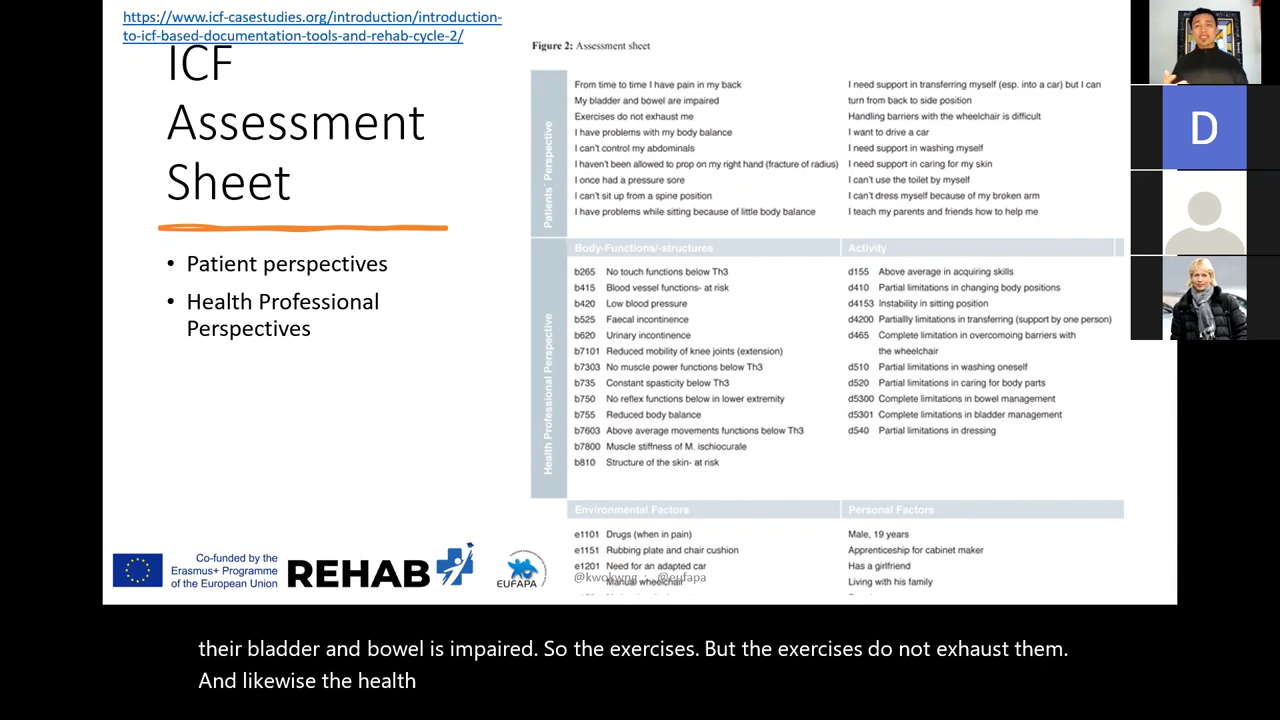 https://www.icf-casestudies.org/introduction/introduction-
to-icf-based-documentation-tools-and-rehab-cycle-2/
ICF
Assessment
Sheet
• Patient perspectives
• Health Professional
Perspectives
Figure 2: Assessment sheet
Patients´ Perspective
From time to time I have pain in my back
My bladder and bowel are impaired
Exercises do not exhaust me
I have problems with my body balance
I can't control my abdominals
I haven't been allowed to prop on my right hand (fracture of radius)
I once had a pressure sore
I can't sit up from a spine position
I have problems while sitting because of little body balance
I need support in transferring myself (esp. into a car) but I can
turn from back to side position
Handling barriers with the wheelchair is difficult
I want to drive a car
I need support in washing myself
I need support in caring for my skin
I can't use the toilet by myself
I can't dress myself because of my broken arm
I teach my parents and friends how to help me
Health Professional Perspective
Body-Functions/-structures
b265 No touch functions below Th3
b415 Blood vessel functions- at risk
b420 Low blood pressure
b525 Faecal incontinence
b620 Urinary incontinence
b7101 Reduced mobility of knee joints (extension)
b7303 No muscle power functions below Th3
b735 Constant spasticity below Th3
b750 No reflex functions below in lower extremity
b755 Reduced body balance
b7603 Above average movements functions below Th3
b7800 Muscle stiffness of M. ischiocurale
b810 Structure of the skin- at risk
Activity
d155 Above average in acquiring skills
d410 Partial limitations in changing body positions
d4153 Instability in sitting position
d4200 Partiallly limitations in transferring (support by one person)
d465 Complete limitation in overcomoing barriers with
the wheelchair
d510 Partial limitations in washing oneself
d520 Partial limitations in caring for body parts
d5300 Complete limitations in bowel management
d5301 Complete limitations in bladder management
d540 Partial limitations in dressing
Environmental Factors
e1101 Drugs (when in pain)
e1151 Rubbing plate and chair cushion
e1201 Need for an adapted car
Manual wheelchair
Personal Factors
Male, 19 years
Apprenticeship for cabinet maker
Has a girlfriend
Living with his family
@kwokwng : @eufapa
Co-funded by the
Erasmus+ Programme
of the European Union
REHAB
EUFAPA
D
their bladder and bowel is impaired. So the exercises. But the exercises do not exhaust them.
And likewise the health